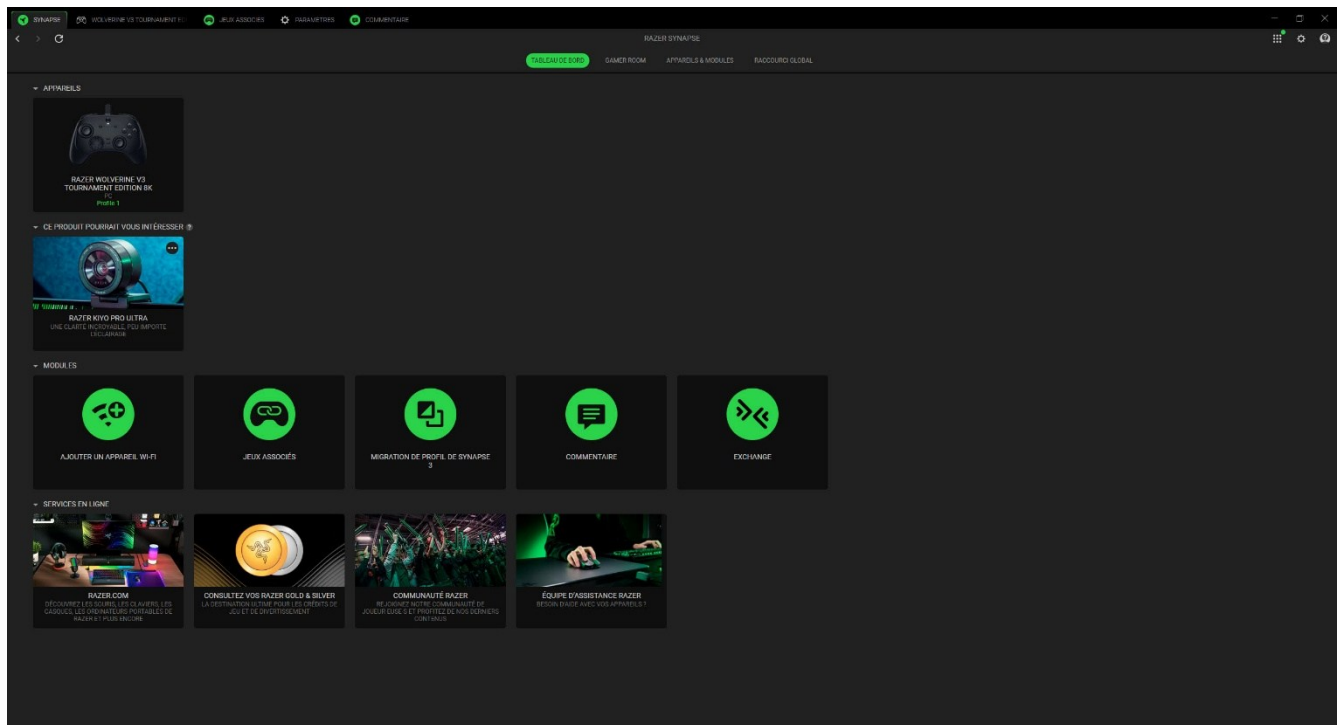 SYNAPSE
WOLVERINE V3 TOURNAMENT EDI
JEUX ASSOCIÉS
PARAMÈTRES
COMMENTAIRE
RAZER SYNAPSE
TABLEAU DE BORD
GAMER ROOM
APPAREILS & MODULES
RACCOURCI GLOBAL
APPAREILS
RAZER WOLVERINE V3
TOURNAMENT EDITION 8K
PC
Profile 1
CE PRODUIT POURRAIT VOUS INTÉRESSER
RAZER KIYO PRO ULTRA
UNE CLARTÉ INCROYABLE, PEU IMPORTE
L'ÉCLAIRAGE
MODULES
AJOUTER UN APPAREIL WI-FI
JEUX ASSOCIÉS
MIGRATION DE PROFIL DE SYNAPSE
3
COMMENTAIRE
EXCHANGE
SERVICES EN LIGNE
RAZER.COM
DÉCOUVREZ LES SOURIS, LES CLAVIERS, LES
CASQUES, LES ORDINATEURS PORTABLES DE
RAZER ET PLUS ENCORE
CONSULTEZ VOS RAZER GOLD & SILVER
LA DESTINATION ULTIME POUR LES CRÉDITS DE
JEU ET DE DIVERTISSEMENT
COMMUNAUTÉ RAZER
REJOIGNEZ NOTRE COMMUNAUTÉ DE
JOUEUR·EUSE·S ET PROFITEZ DE NOS DERNIERS
CONTENUS
ÉQUIPE D'ASSISTANCE RAZER
BESOIN D'AIDE AVEC VOS APPAREILS ?